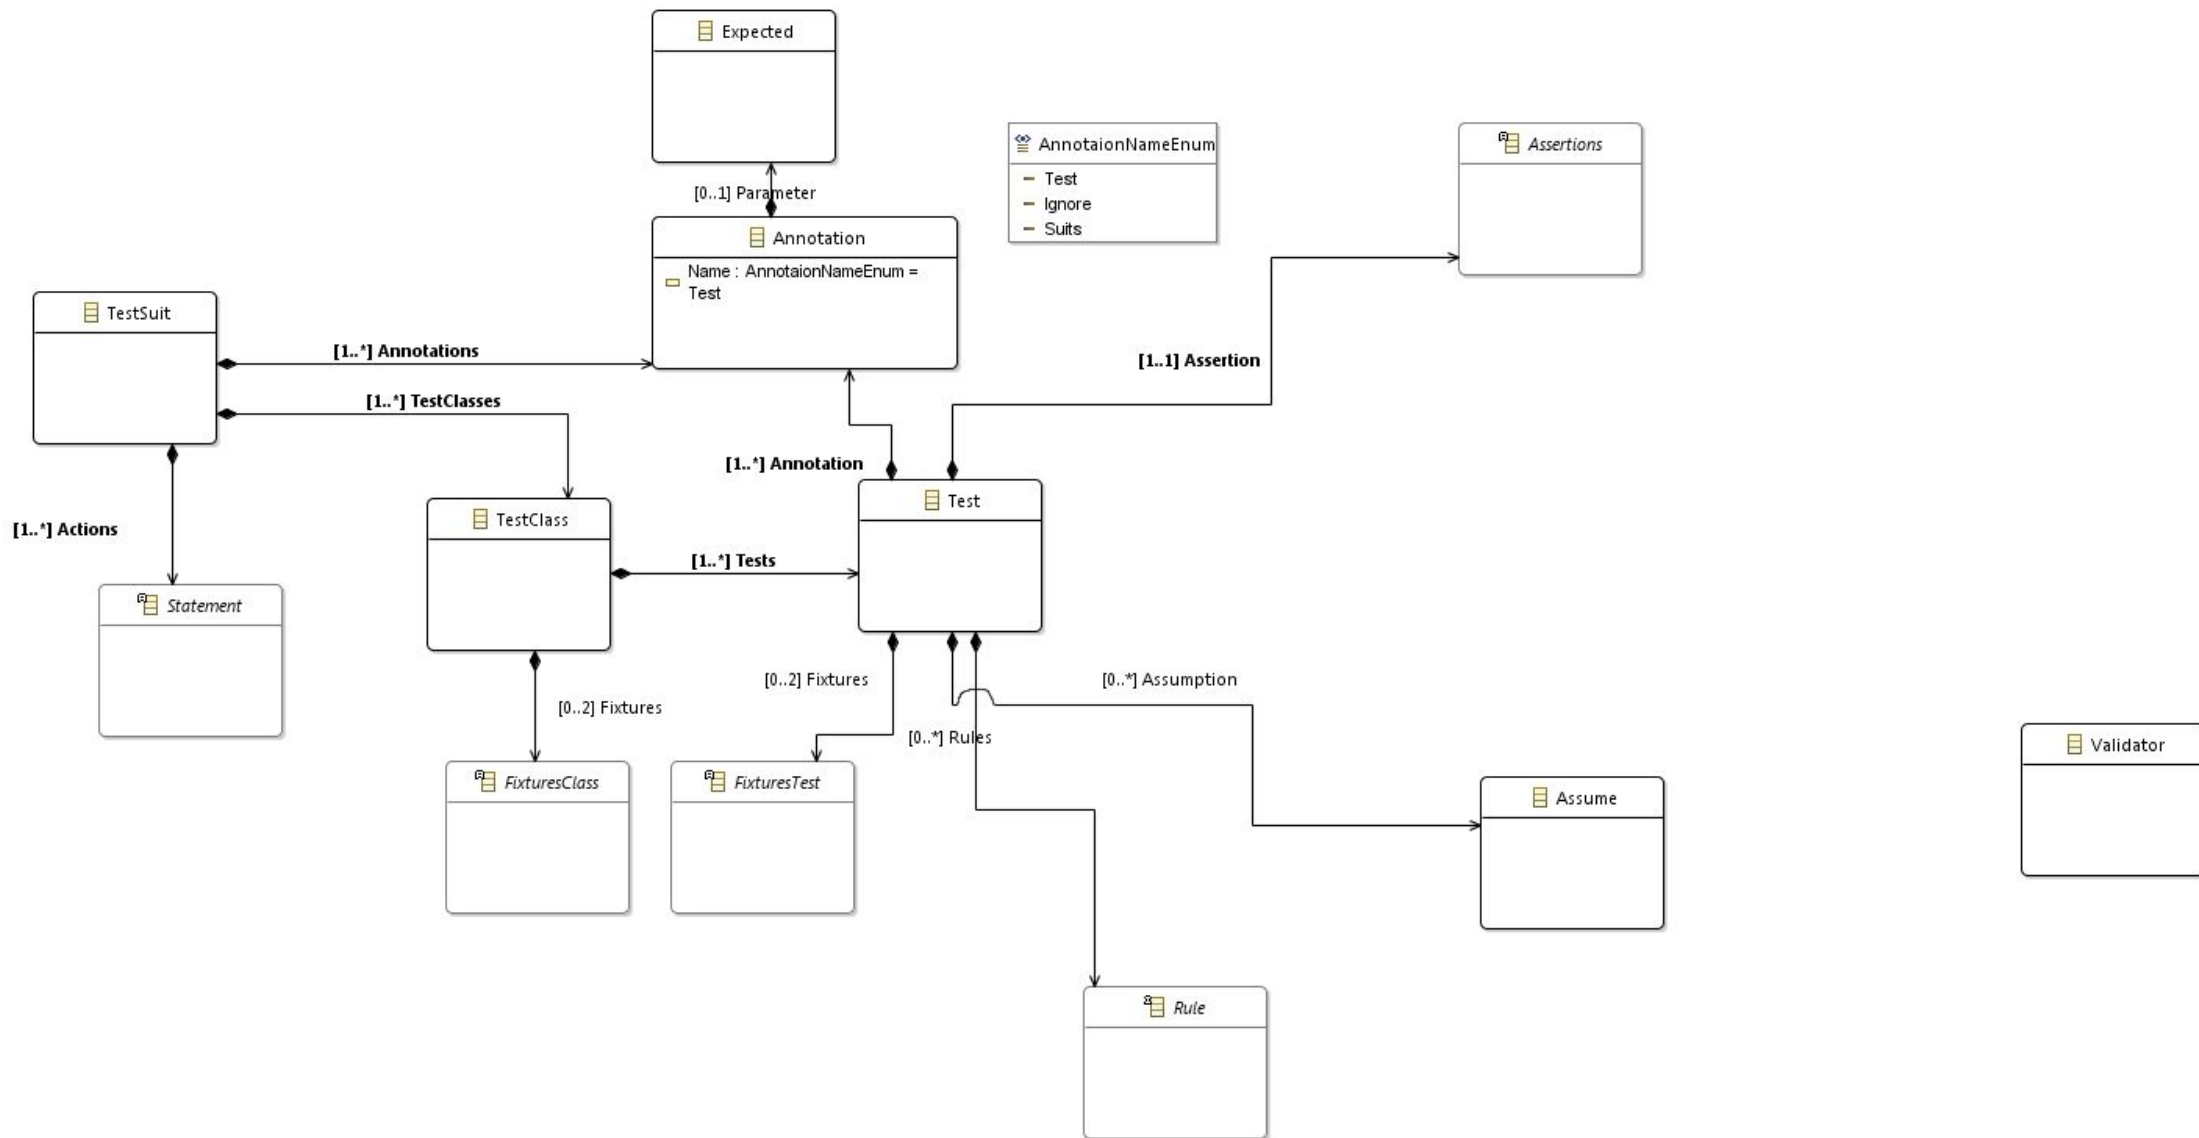 Expected
AnnotaionNameEnum
Test
Ignore
Suits
Assertions
[0..1] Parameter
Annotation
Name : AnnotaionNameEnum =
Test
TestSuit
[1..*] Annotations
[1..1] Assertion
[1..*] TestClasses
[1..*] Annotation
Test
TestClass
[1..*] Actions
[1..*] Tests
Statement
[0..2] Fixtures
[0..*] Assumption
[0..2] Fixtures
[0..*] Rules
Validator
FixturesClass
FixturesTest
Assume
Rule